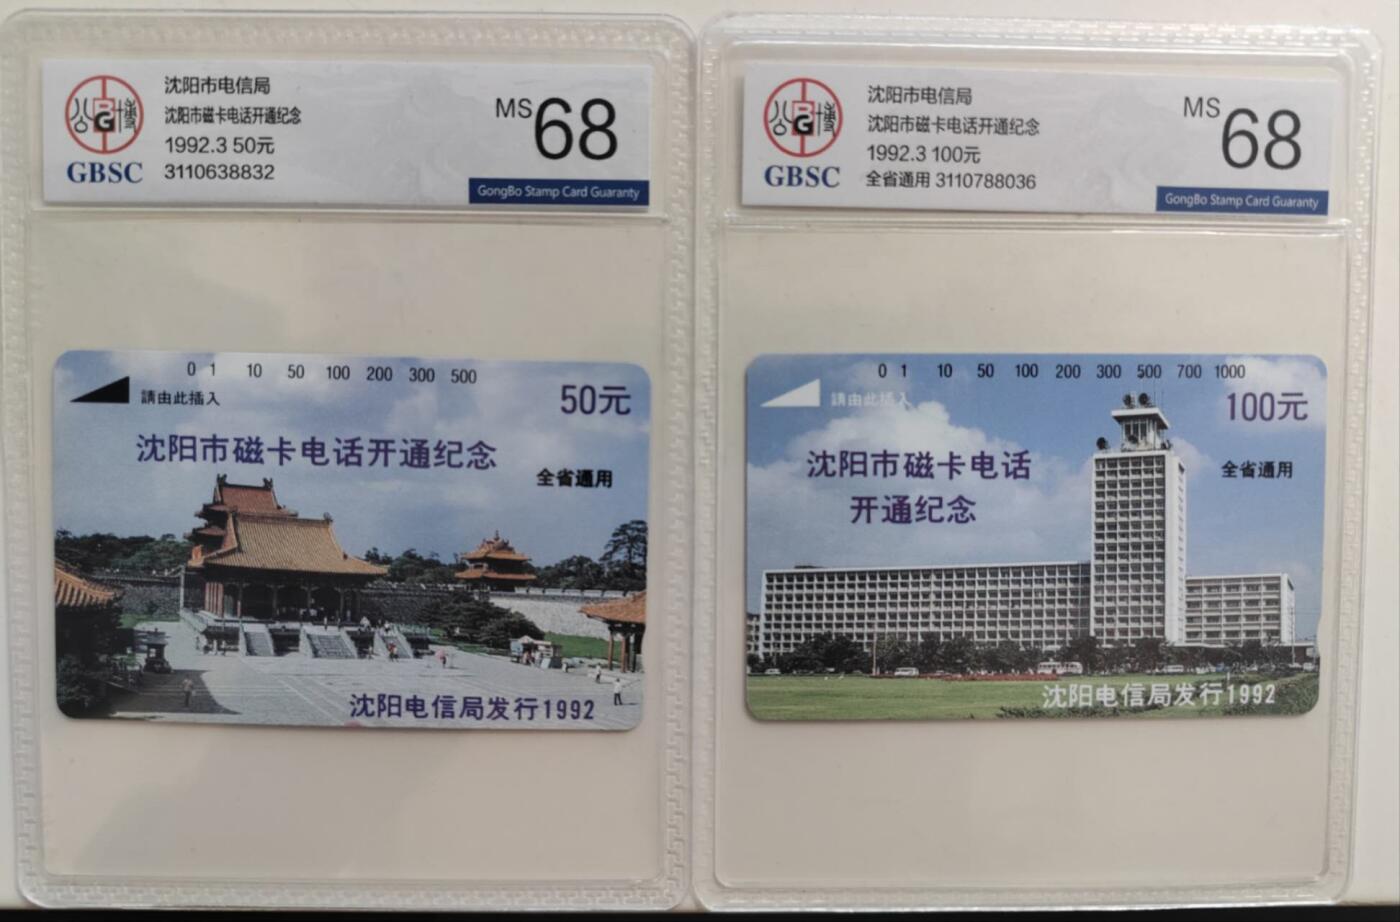 公 BG 博
GBSC
沈阳市电信局
沈阳市磁卡电话开通纪念
1992.3 50元
3110638832
MS 68
GongBo Stamp Card Guaranty
0 1 10 50 100 200 300 500
請由此插入
50元
沈阳市磁卡电话开通纪念
全省通用
沈阳电信局发行1992
公 BG 博
GBSC
沈阳市电信局
沈阳市磁卡电话开通纪念
1992.3 100元
全省通用 3110788036
MS 68
GongBo Stamp Card Guaranty
0 1 10 50 100 200 300 500 700 1000
請由此插入
100元
沈阳市磁卡电话
开通纪念
全省通用
沈阳电信局发行1992